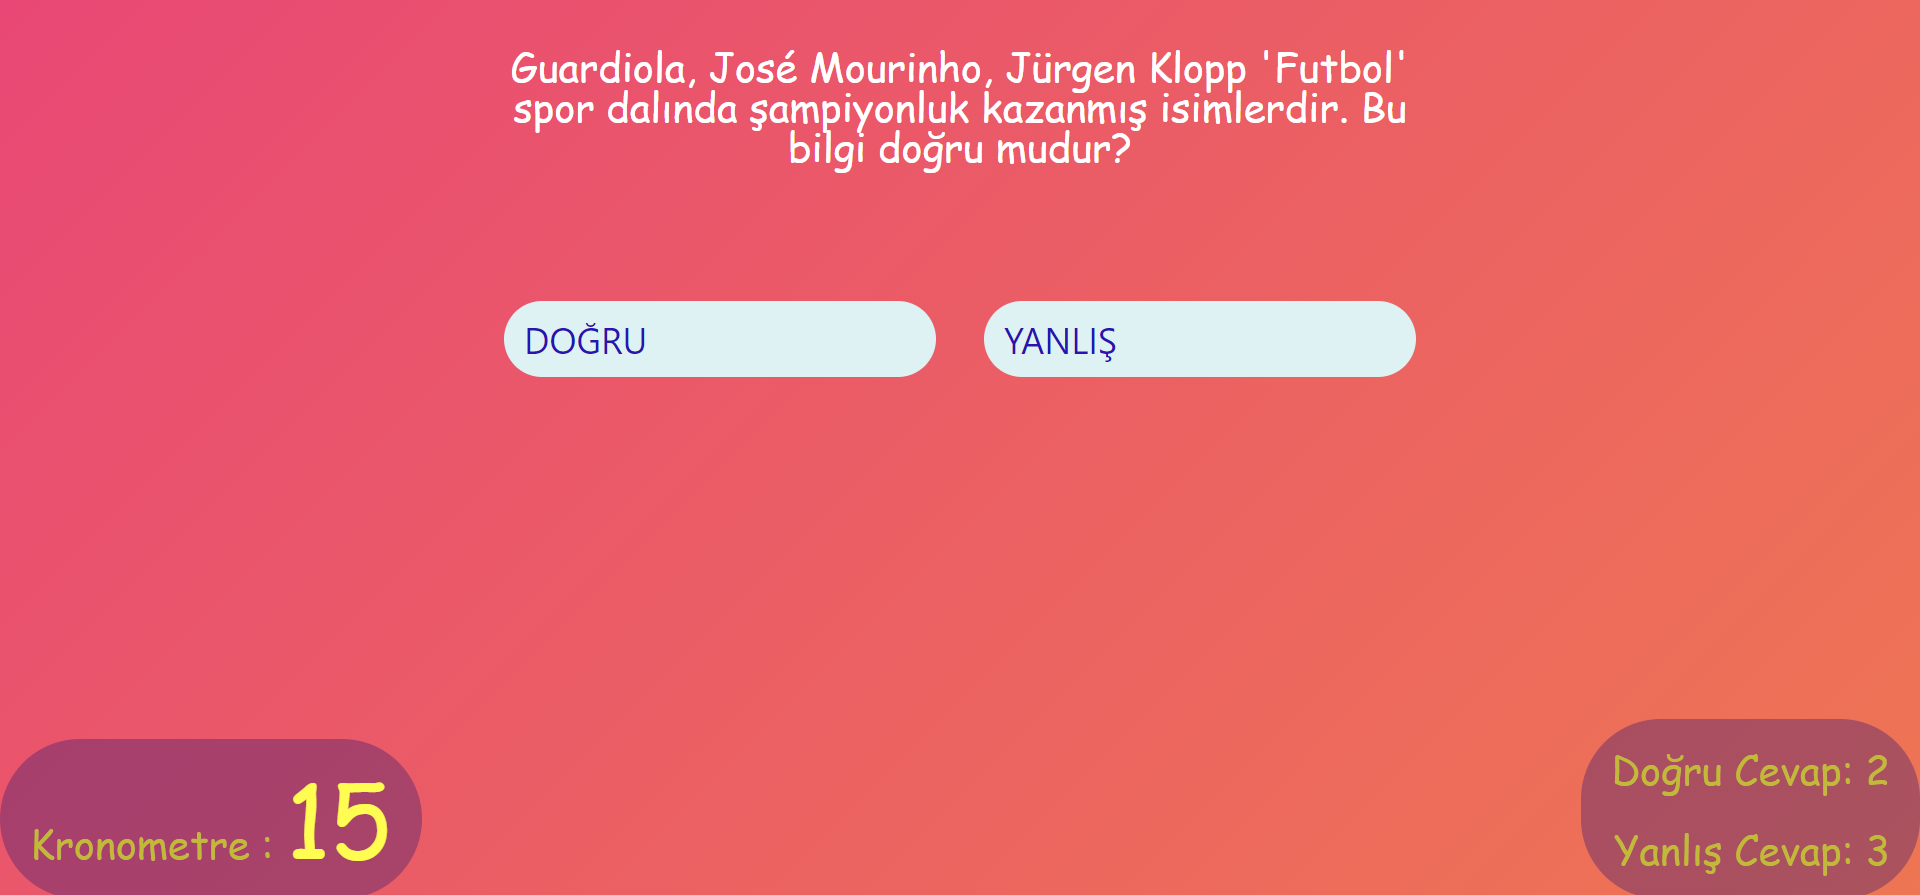 Guardiola, José Mourinho, Jürgen Klopp 'Futbol'
spor dalında şampiyonluk kazanmış isimlerdir. Bu
bilgi doğru mudur?
DOĞRU
YANLIŞ
Kronometre : 15
Doğru Cevap: 2
Yanlış Cevap: 3